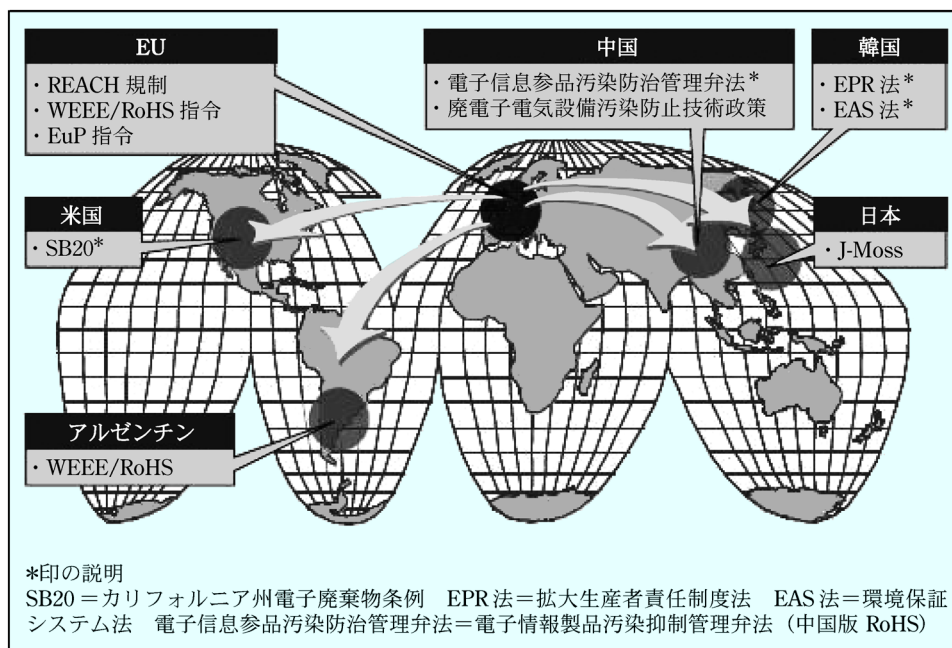 EU
・REACH 規制
・WEEE/RoHS 指令
・EuP 指令
中国
・電子信息参品汚染防治管理弁法*
・廃電子電気設備汚染防止技術政策
韓国
・EPR 法*
・EAS 法*
米国
・SB20*
日本
・J-Moss
アルゼンチン
・WEEE/RoHS
*印の説明
SB20＝カリフォルニア州電子廃棄物条例　EPR 法＝拡大生産者責任制度法　EAS 法＝環境保証
システム法　電子信息参品汚染防治管理弁法＝電子情報製品汚染抑制管理弁法（中国版 RoHS）